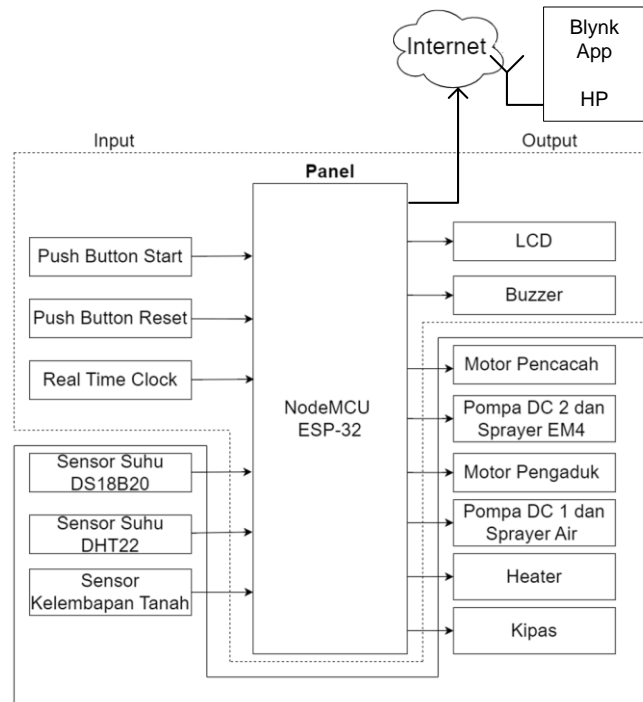 Internet
Blynk
App
HP
Input
Output
Panel
Push Button Start
Push Button Reset
Real Time Clock
Sensor Suhu
DS18B20
Sensor Suhu
DHT22
Sensor
Kelembapan Tanah
NodeMCU
ESP-32
LCD
Buzzer
Motor Pencacah
Pompa DC 2 dan
Sprayer EM4
Motor Pengaduk
Pompa DC 1 dan
Sprayer Air
Heater
Kipas